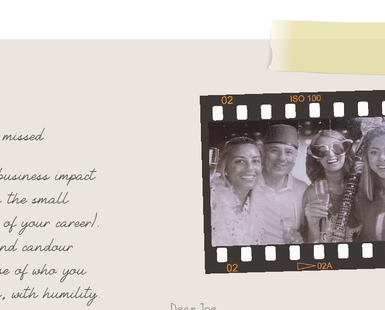 missed.
business impact
the small
of your career).
nd candour
se of who you
, with humility.
02
ISO 100
02
02A
Dear Joe